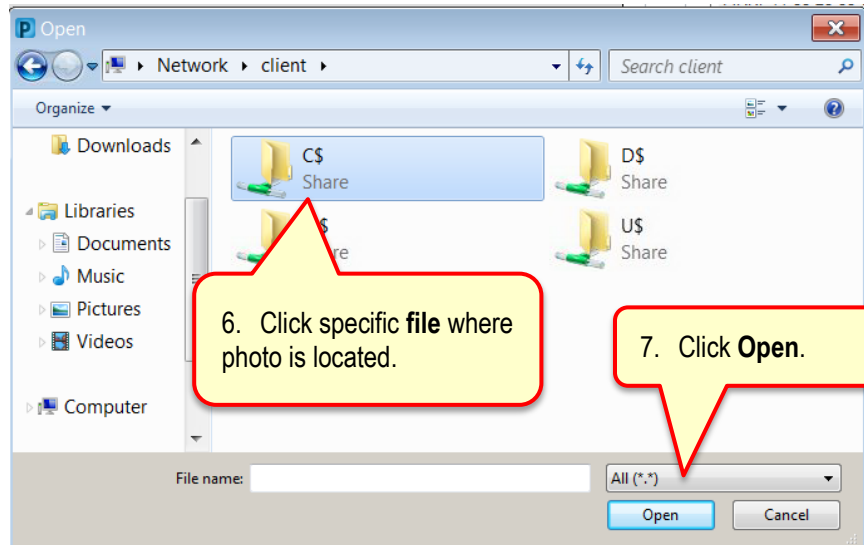 P Open
Network client
Search client
Organize
Downloads
C$
Share
D$
Share
Libraries
Documents
$
U$
re
Share
Music
Pictures
Videos
6. Click specific file where
photo is located.
7. Click Open.
Computer
File name:
All (*.*)
Open Cancel